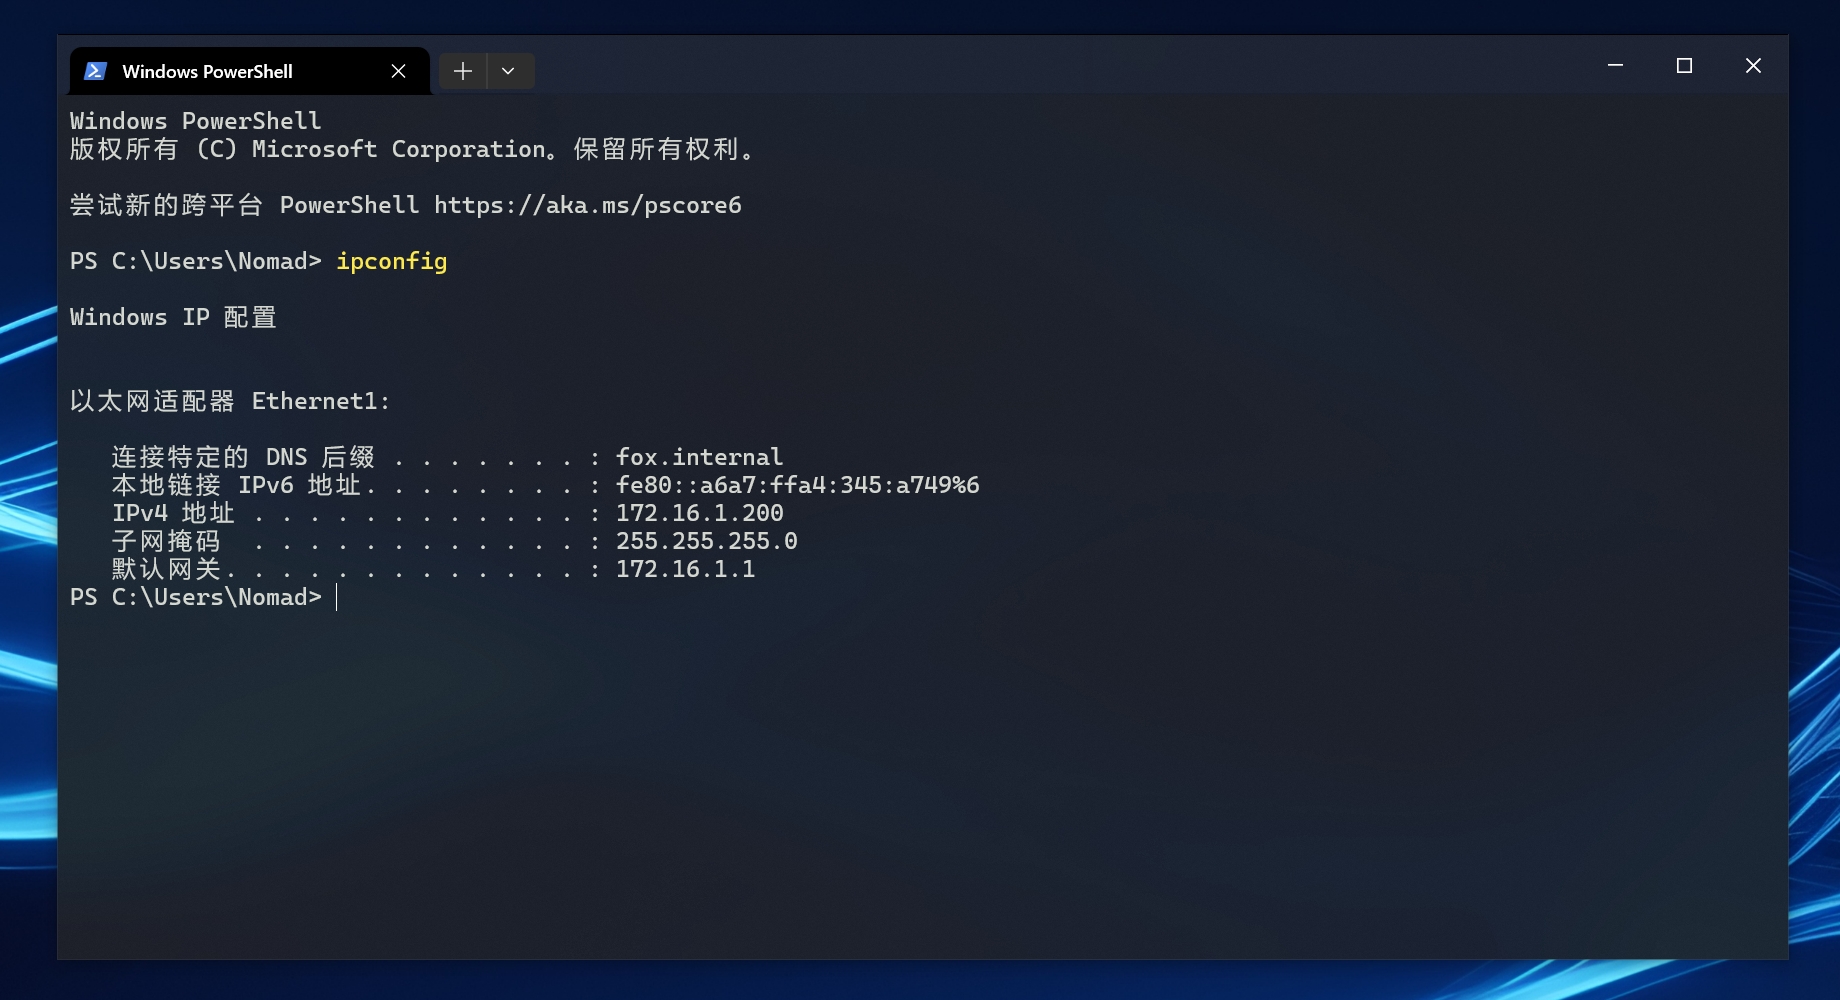 Windows PowerShell
Windows PowerShell
版权所有 (C) Microsoft Corporation。保留所有权利。
尝试新的跨平台 PowerShell https://aka.ms/pscore6
PS C:\Users\Nomad> ipconfig
Windows IP 配置
以太网适配器 Ethernet1:
连接特定的 DNS 后缀 . . . . . . . : fox.internal
本地链接 IPv6 地址. . . . . . . . : fe80::a6a7:ffa4:345:a749%6
IPv4 地址 . . . . . . . . . . . . : 172.16.1.200
子网掩码  . . . . . . . . . . . . : 255.255.255.0
默认网关. . . . . . . . . . . . . : 172.16.1.1
PS C:\Users\Nomad>